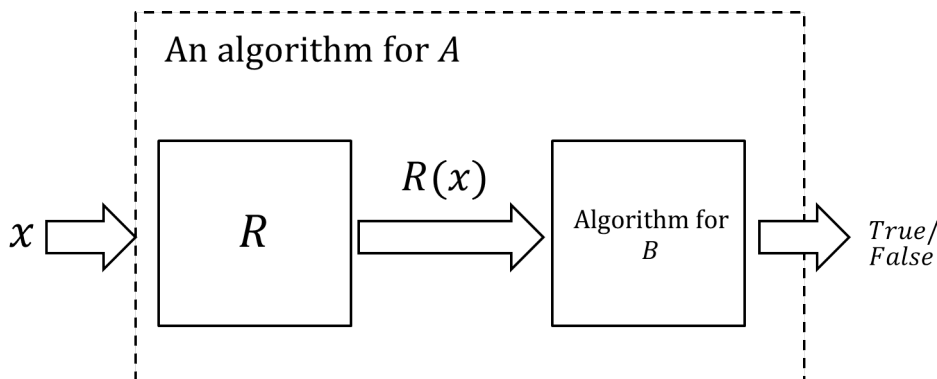 An algorithm for A
x
R
R(x)
Algorithm for
B
True/
False